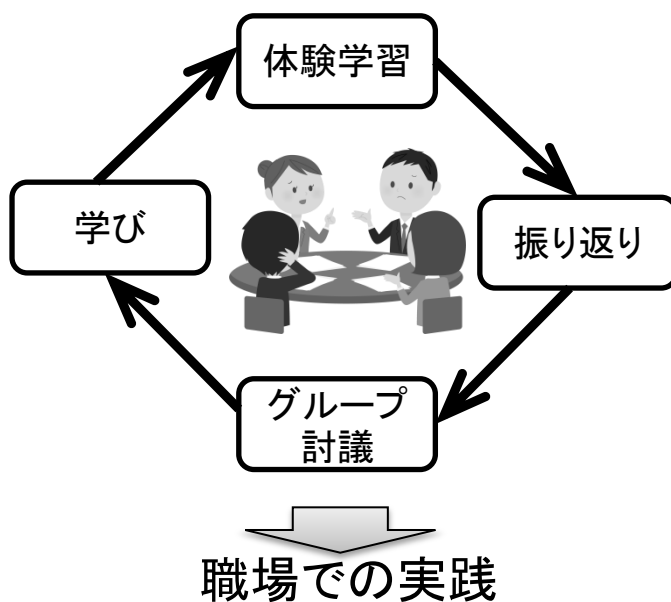 体験学習
学び
振り返り
グループ
討議
職場での実践